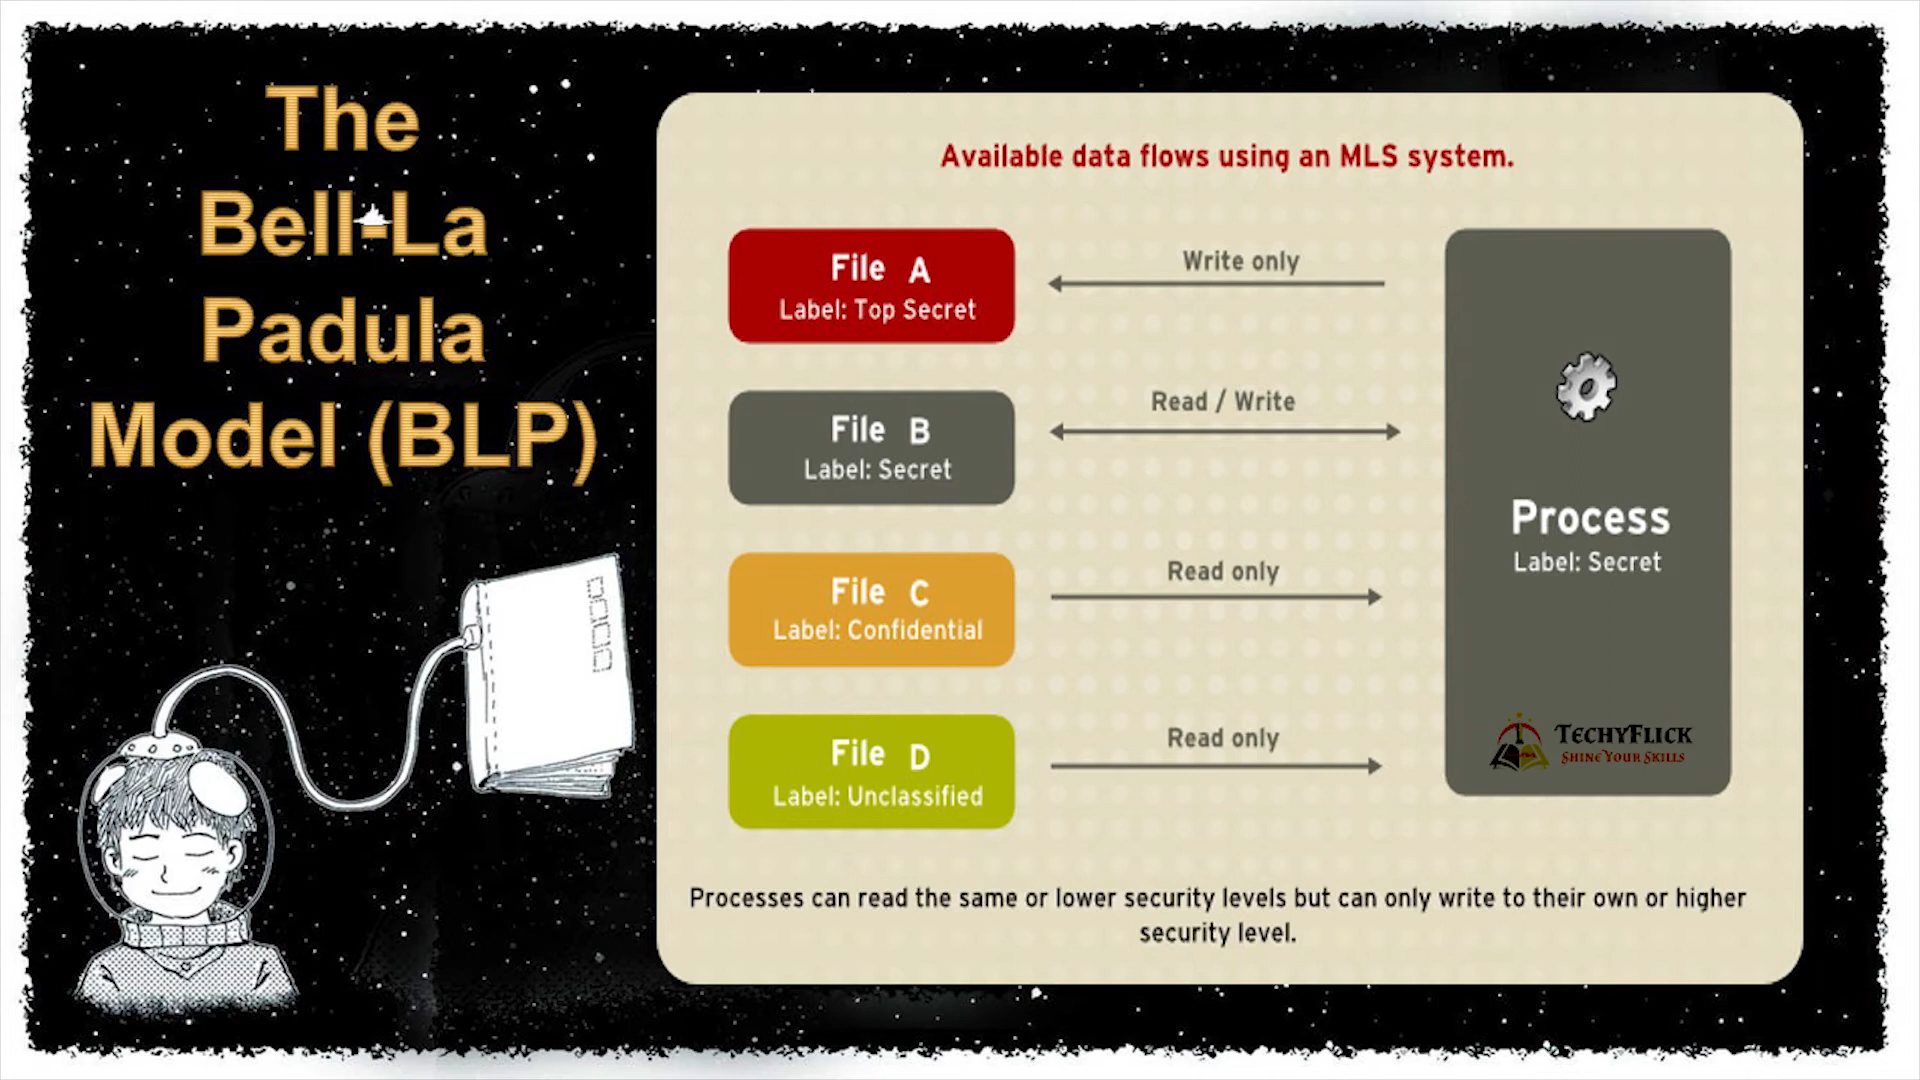 The
Bell-La
Padula
Model (BLP)
Available data flows using an MLS system.
File A
Label: Top Secret
Write only
File B
Label: Secret
Read / Write
File C
Label: Confidential
Read only
File D
Label: Unclassified
Read only
Process
Label: Secret
TECHYFLICK
SHINE YOUR SKILLS
Processes can read the same or lower security levels but can only write to their own or higher
security level.